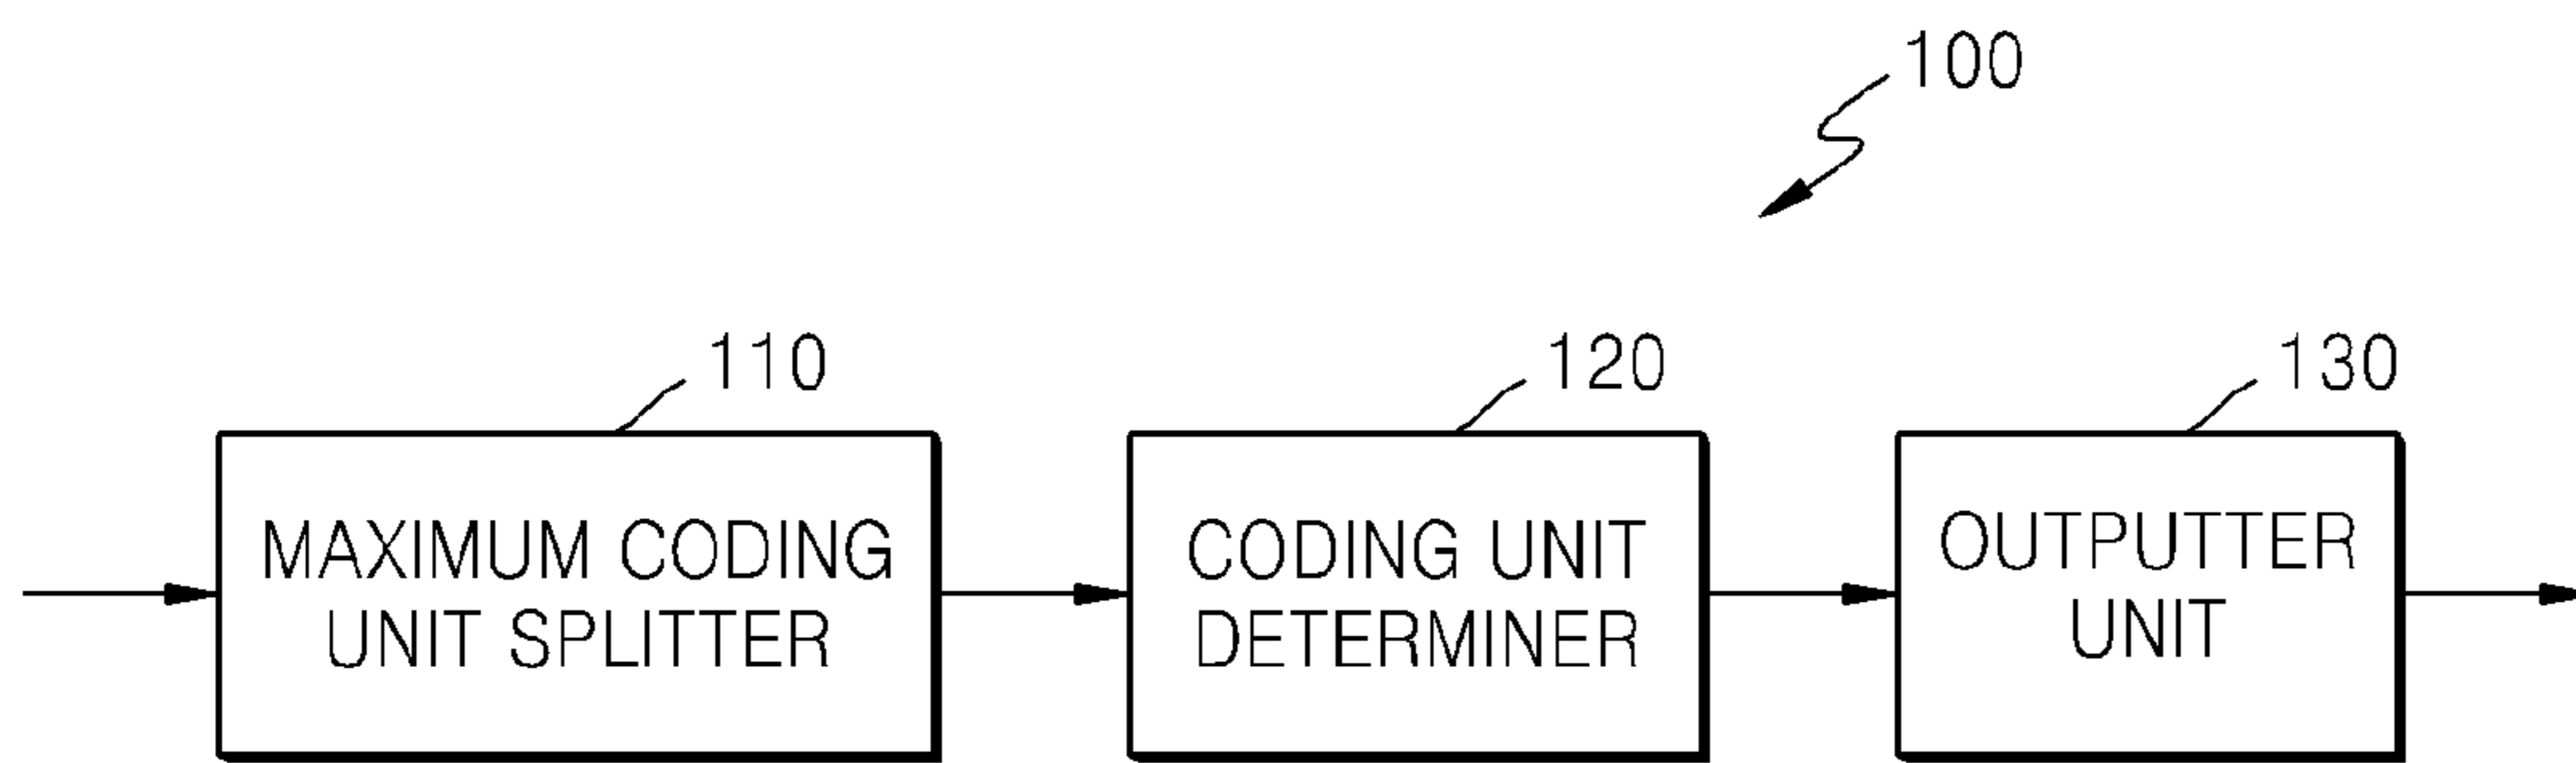 100
110
120
130
MAXIMUM CODING
UNIT SPLITTER
CODING UNIT
DETERMINER
OUTPUTTER
UNIT